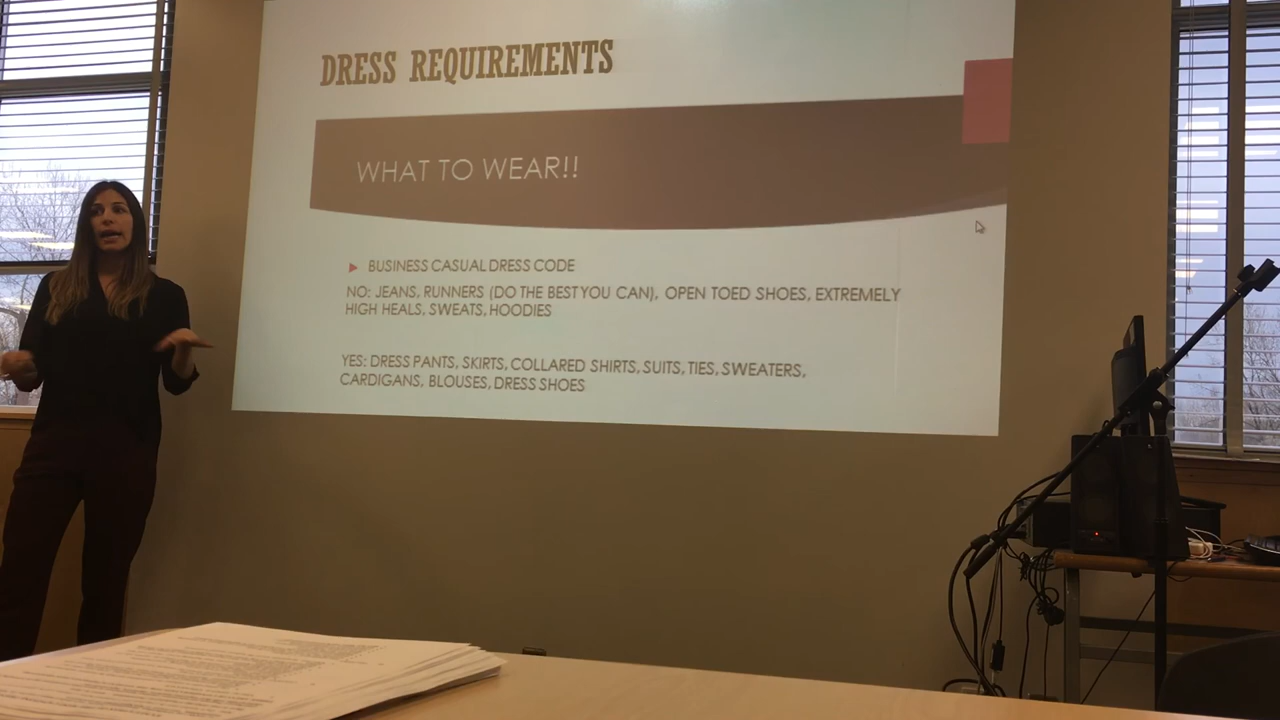 DRESS REQUIREMENTS
WHAT TO WEAR!!
BUSINESS CASUAL DRESS CODE
NO: JEANS, RUNNERS (DO THE BEST YOU CAN), OPEN TOED SHOES, EXTREMELY
HIGH HEALS, SWEATS, HOODIES
YES: DRESS PANTS, SKIRTS, COLLARED SHIRTS, SUITS, TIES, SWEATERS,
CARDIGANS, BLOUSES, DRESS SHOES